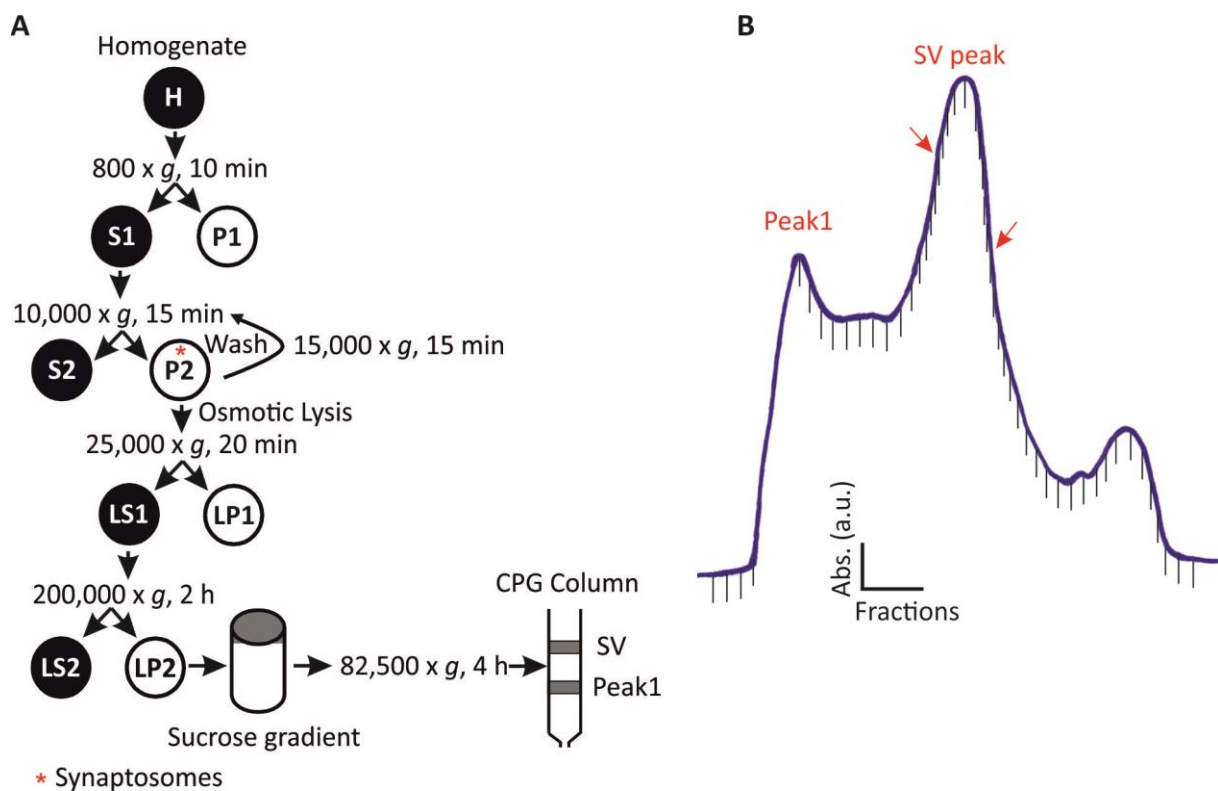 A
Homogenate
H
800 x g, 10 min
S1
P1
10,000 x g, 15 min
Wash
15,000 x g, 15 min
S2
*
P2
Osmotic Lysis
25,000 x g, 20 min
LS1
LP1
200,000 x g, 2 h
LS2
LP2
82,500 x g, 4 h
Sucrose gradient
CPG Column
SV
Peak1
* Synaptosomes
B
SV peak
Peak1
Abs. (a.u.)
Fractions